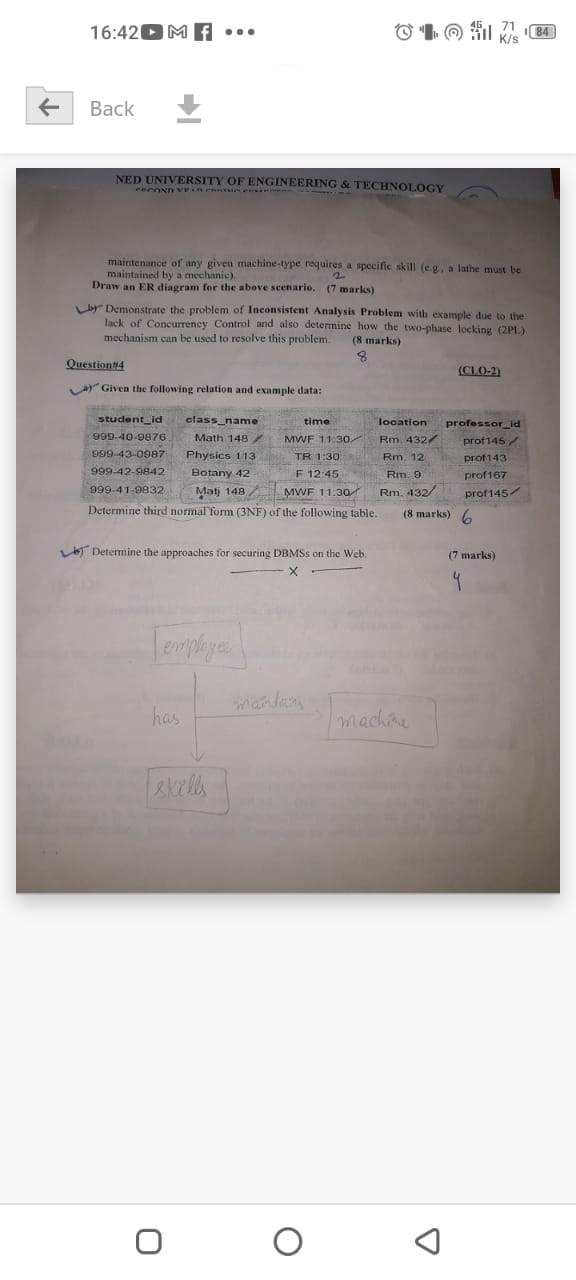 16:42
4G
71
K/s
84
Back
NED UNIVERSITY OF ENGINEERING & TECHNOLOGY
maintenance of any given machine-type requires a specific skill (e.g., a lathe must be
maintained by a mechanic).
2
Draw an ER diagram for the above scenario. (7 marks)
b) Demonstrate the problem of Inconsistent Analysis Problem with example due to the
lack of Concurrency Control and also determine how the two-phase locking (2PL)
mechanism can be used to resolve this problem. (8 marks)
8
Question#4
(CLO-2)
a) Given the following relation and example data:
student_id class_name time location professor_id
999-40-9876 Math 148 MWF 11:30 Rm. 432 prof145
999-43-0987 Physics 113 TR 1:30 Rm. 12 prof143
999-42-9842 Botany 42 F 12:45 Rm. 9 prof167
999-41-9832 Matj 148 MWF 11:30 Rm. 432 prof145
Determine third normal form (3NF) of the following table. (8 marks) 6
b) Determine the approaches for securing DBMSs on the Web. (7 marks)
X
4
employee
maintains
has
machine
skills